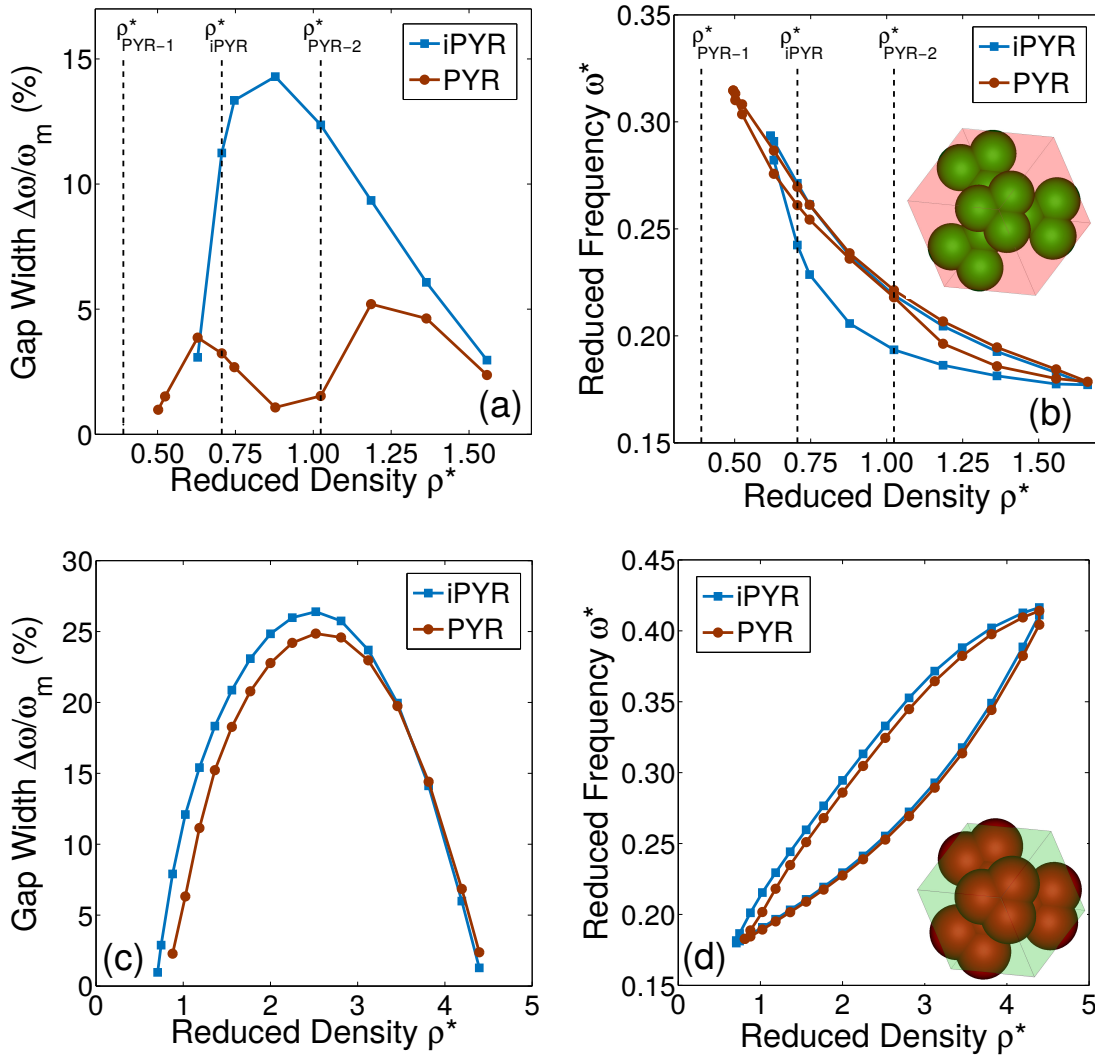 ρ*PYR−1
ρ*iPYR
ρ*PYR−2
iPYR
PYR
Gap Width Δω/ωm (%)
15
10
5
0
0.50
0.75
1.00
1.25
1.50
Reduced Density ρ*
(a)
ρ*PYR−1
ρ*iPYR
ρ*PYR−2
iPYR
PYR
Reduced Frequency ω*
0.35
0.30
0.25
0.20
0.15
0.50
0.75
1.00
1.25
1.50
Reduced Density ρ*
(b)
iPYR
PYR
Gap Width Δω/ωm (%)
30
25
20
15
10
5
0
0
1
2
3
4
5
Reduced Density ρ*
(c)
iPYR
PYR
Reduced Frequency ω*
0.45
0.40
0.35
0.30
0.25
0.20
0.15
0
1
2
3
4
5
Reduced Density ρ*
(d)